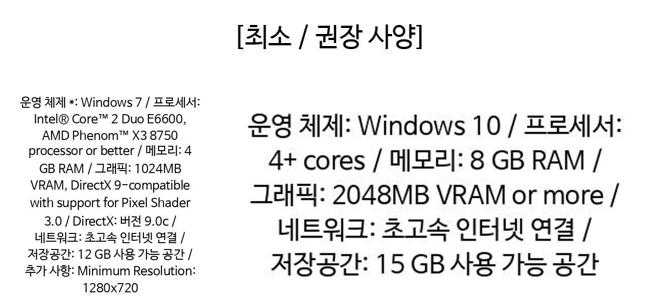 [최소 / 권장 사양]
운영 체제 *: Windows 7 / 프로세서:
Intel® Core™ 2 Duo E6600,
AMD Phenom™ X3 8750
processor or better / 메모리: 4
GB RAM / 그래픽: 1024MB
VRAM, DirectX 9-compatible
with support for Pixel Shader
3.0 / DirectX: 버전 9.0c /
네트워크: 초고속 인터넷 연결 /
저장공간: 12 GB 사용 가능 공간 /
추가 사항: Minimum Resolution:
1280x720
운영 체제: Windows 10 / 프로세서:
4+ cores / 메모리: 8 GB RAM /
그래픽: 2048MB VRAM or more /
네트워크: 초고속 인터넷 연결 /
저장공간: 15 GB 사용 가능 공간